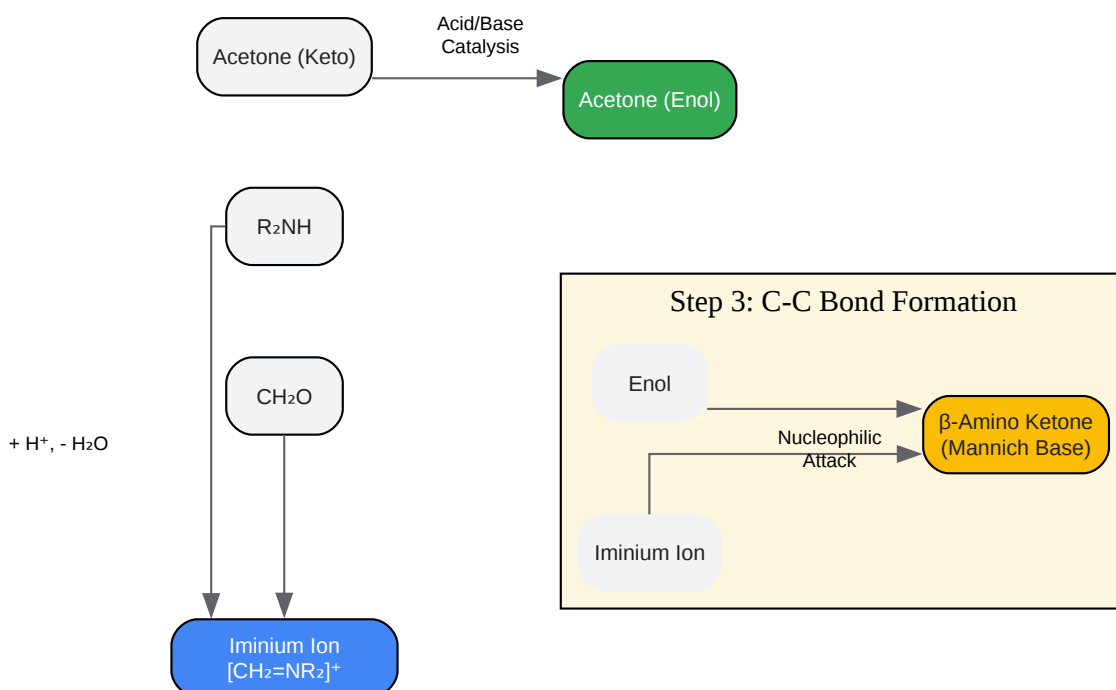 Acid/Base
Catalysis
Acetone (Keto)
Acetone (Enol)
R₂NH
Step 3: C-C Bond Formation
Enol
CH₂O
β-Amino Ketone
(Mannich Base)
+ H⁺, - H₂O
Nucleophilic
Attack
Iminium Ion
Iminium Ion
[CH₂=NR₂]⁺